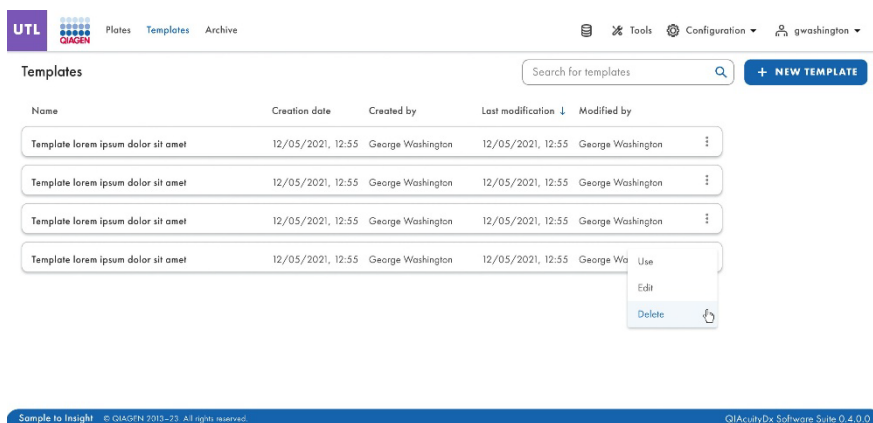 UTL QIAGEN Plates Templates Archive Tools Configuration gwashington
Templates Search for templates + NEW TEMPLATE
Name Creation date Created by Last modification ↓ Modified by
Template lorem ipsum dolor sit amet 12/05/2021, 12:55 George Washington 12/05/2021, 12:55 George Washington
Template lorem ipsum dolor sit amet 12/05/2021, 12:55 George Washington 12/05/2021, 12:55 George Washington
Template lorem ipsum dolor sit amet 12/05/2021, 12:55 George Washington 12/05/2021, 12:55 George Washington
Template lorem ipsum dolor sit amet 12/05/2021, 12:55 George Washington 12/05/2021, 12:55 George Wa
Use
Edit
Delete
Sample to Insight © QIAGEN 2013–23. All rights reserved. QIAcuityDx Software Suite 0.4.0.0